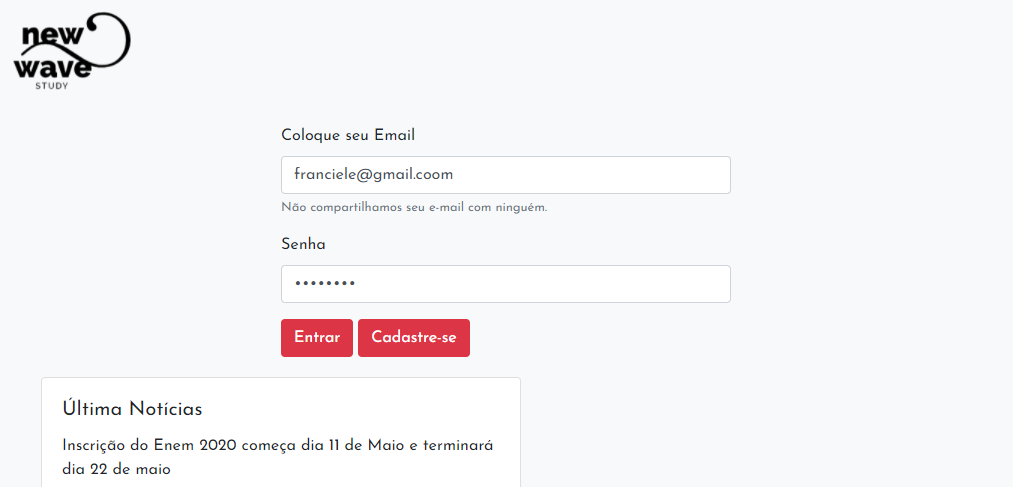 new
wave
STUDY
Coloque seu Email
franciele@gmail.coom
Não compartilhamos seu e-mail com ninguém.
Senha
••••••••
Entrar Cadastre-se
Última Notícias
Inscrição do Enem 2020 começa dia 11 de Maio e terminará
dia 22 de maio